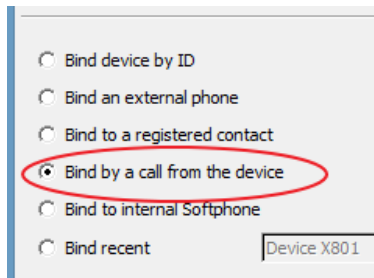 Bind device by ID
Bind an external phone
Bind to a registered contact
Bind by a call from the device
Bind to internal Softphone
Bind recent Device X801